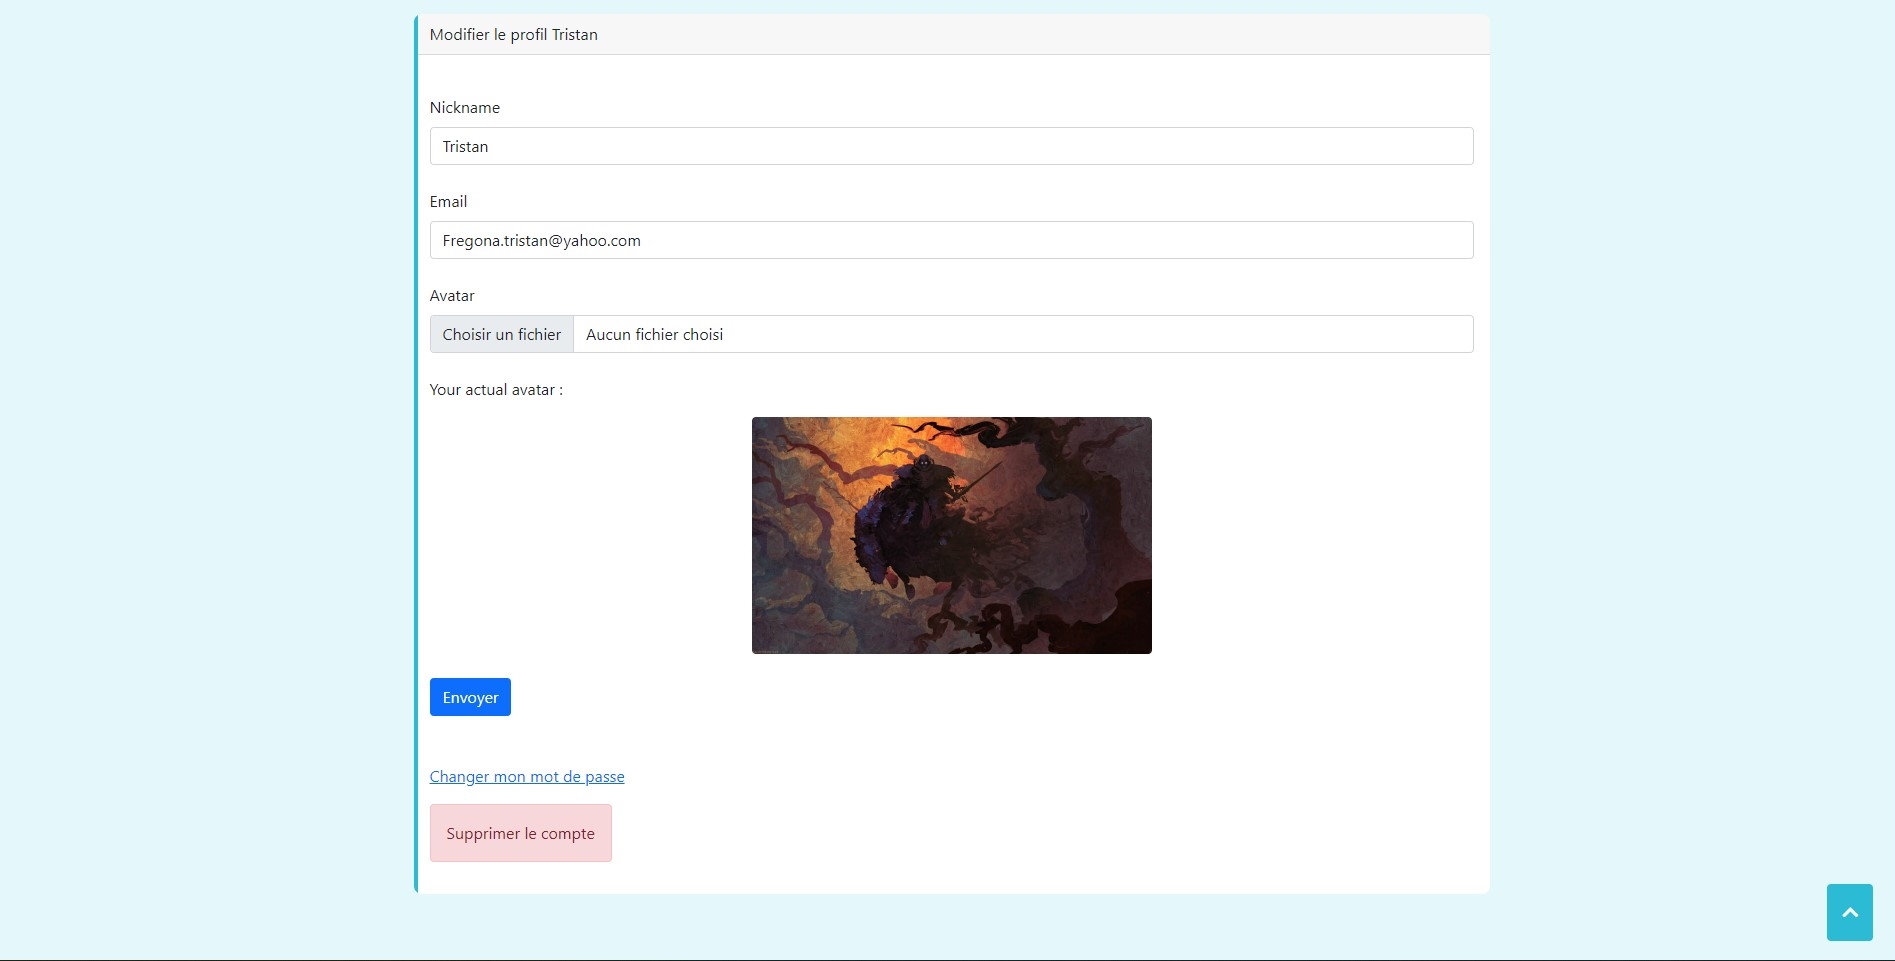 Modifier le profil Tristan
Nickname
Tristan
Email
Fregona.tristan@yahoo.com
Avatar
Choisir un fichier Aucun fichier choisi
Your actual avatar :
Envoyer
Changer mon mot de passe
Supprimer le compte